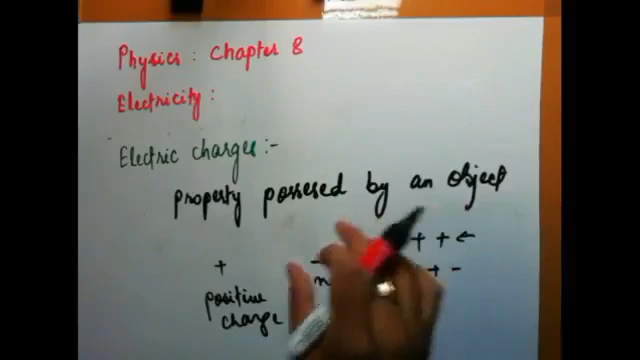 Physics : Chapter 8
Electricity :
Electric charges :-
property possesed by an object
+ + ←
+ -
+
positive
charge